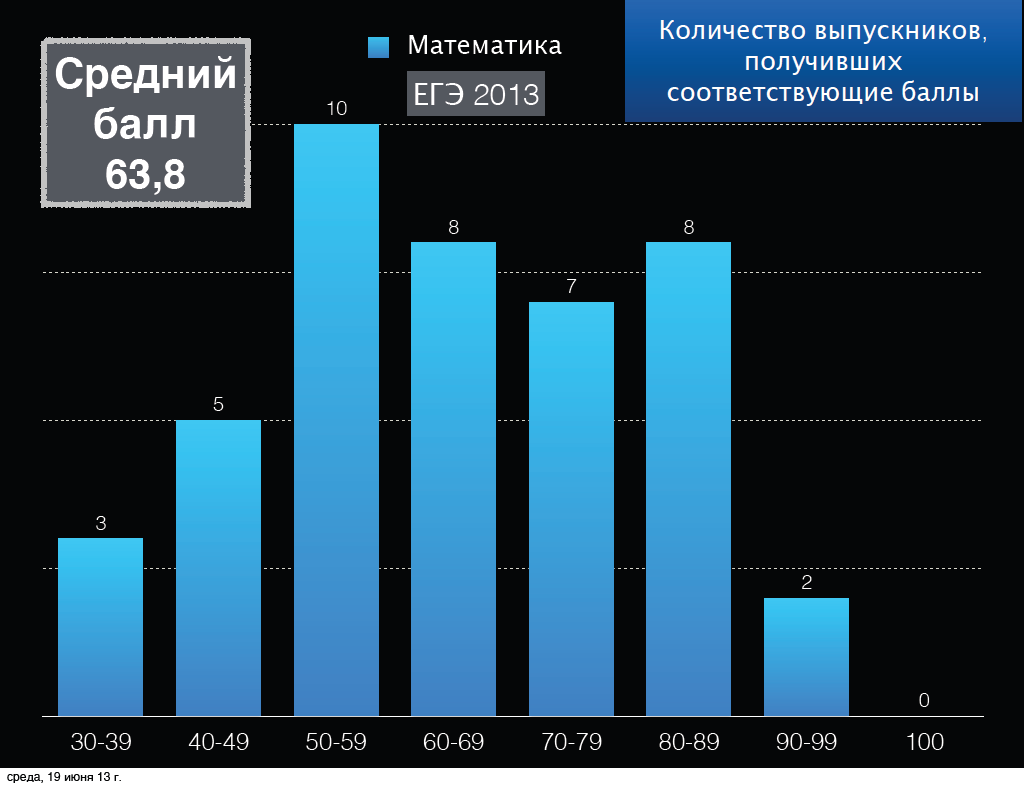 Средний
балл
63,8
Математика
ЕГЭ 2013
Количество выпускников,
получивших
соответствующие баллы
3
5
10
8
7
8
2
0
30-39 40-49 50-59 60-69 70-79 80-89 90-99 100
среда, 19 июня 13 г.